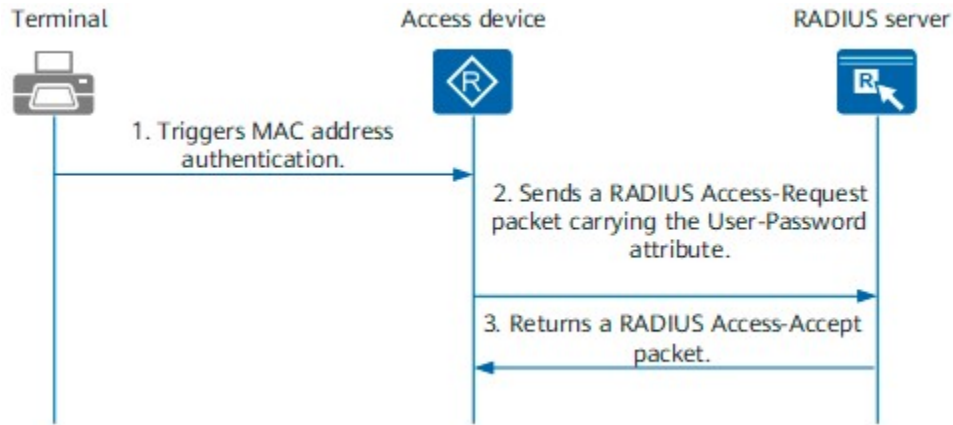 Terminal
Access device
RADIUS server
R
R
1. Triggers MAC address
authentication.
2. Sends a RADIUS Access-Request
packet carrying the User-Password
attribute.
3. Returns a RADIUS Access-Accept
packet.